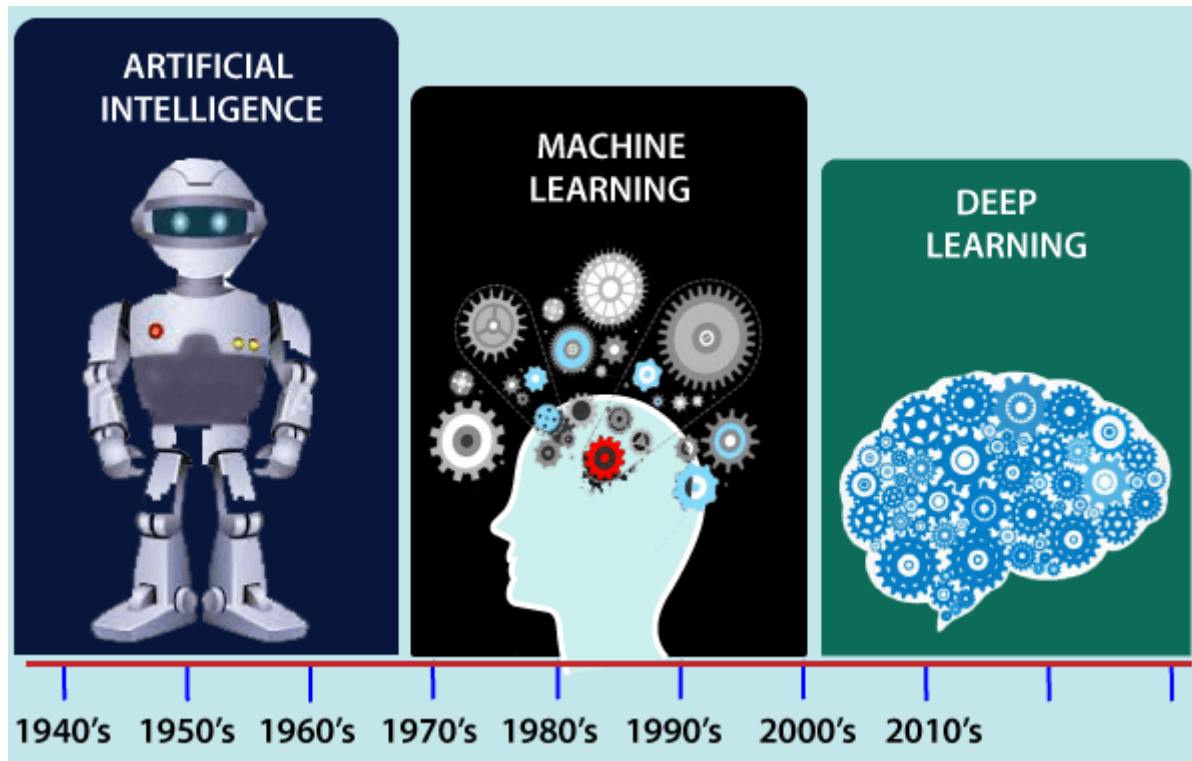 ARTIFICIAL
INTELLIGENCE
MACHINE
LEARNING
DEEP
LEARNING
1940's 1950's 1960's 1970's 1980's 1990's 2000's 2010's